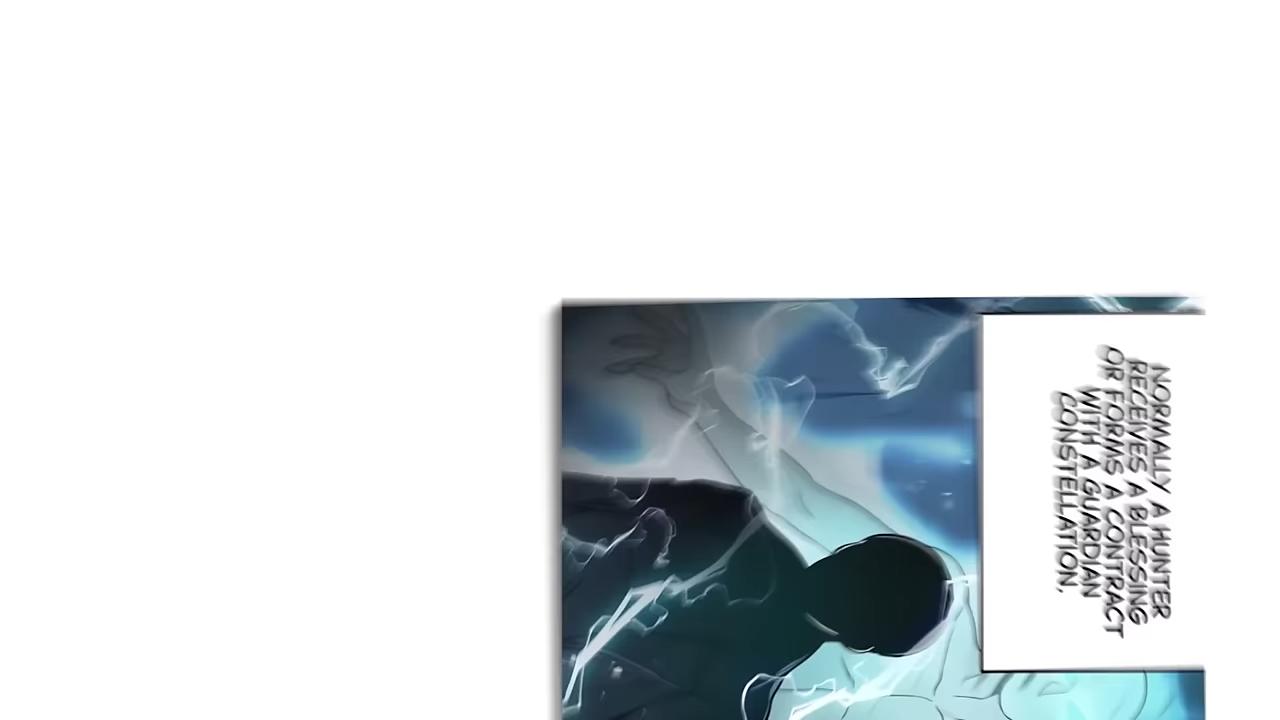 NORMALLY A HUNTER
RECEIVES A BLESSING
OR FORMS A CONTRACT
WITH A GUARDIAN
CONSTELLATION,